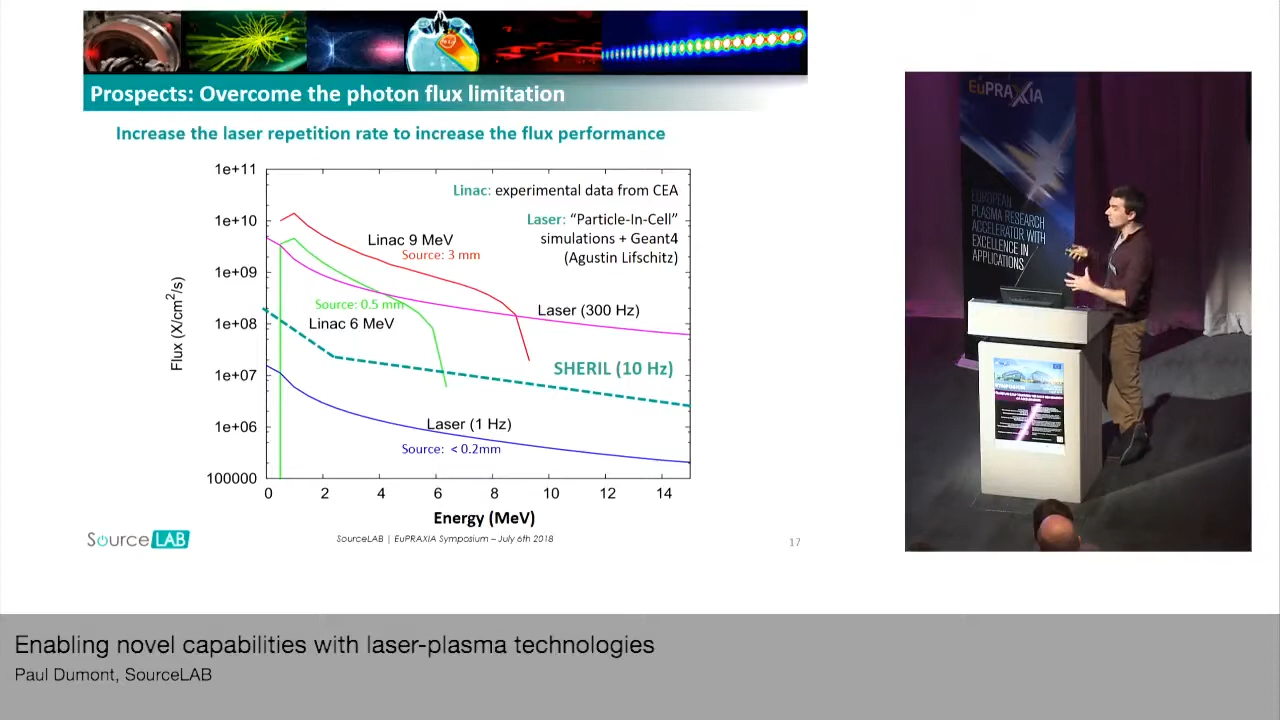 Prospects: Overcome the photon flux limitation
Increase the laser repetition rate to increase the flux performance
1e+11
1e+10
1e+09
1e+08
1e+07
1e+06
100000
Flux (X/cm²/s)
Linac: experimental data from CEA
Laser: “Particle-In-Cell”
simulations + Geant4
(Agustin Lifschitz)
Linac 9 MeV
Source: 3 mm
Source: 0.5 mm
Linac 6 MeV
Laser (300 Hz)
SHERIL (10 Hz)
Laser (1 Hz)
Source: < 0.2mm
0 2 4 6 8 10 12 14
Energy (MeV)
SourceLAB
SourceLAB | EuPRAXIA Symposium – July 6th 2018
17
EuPRAXIA
EUROPEAN
PLASMA RESEARCH
ACCELERATOR WITH
EXCELLENCE IN
APPLICATIONS
SYMPOSIUM
Enabling novel capabilities with laser-plasma technologies
Paul Dumont, SourceLAB